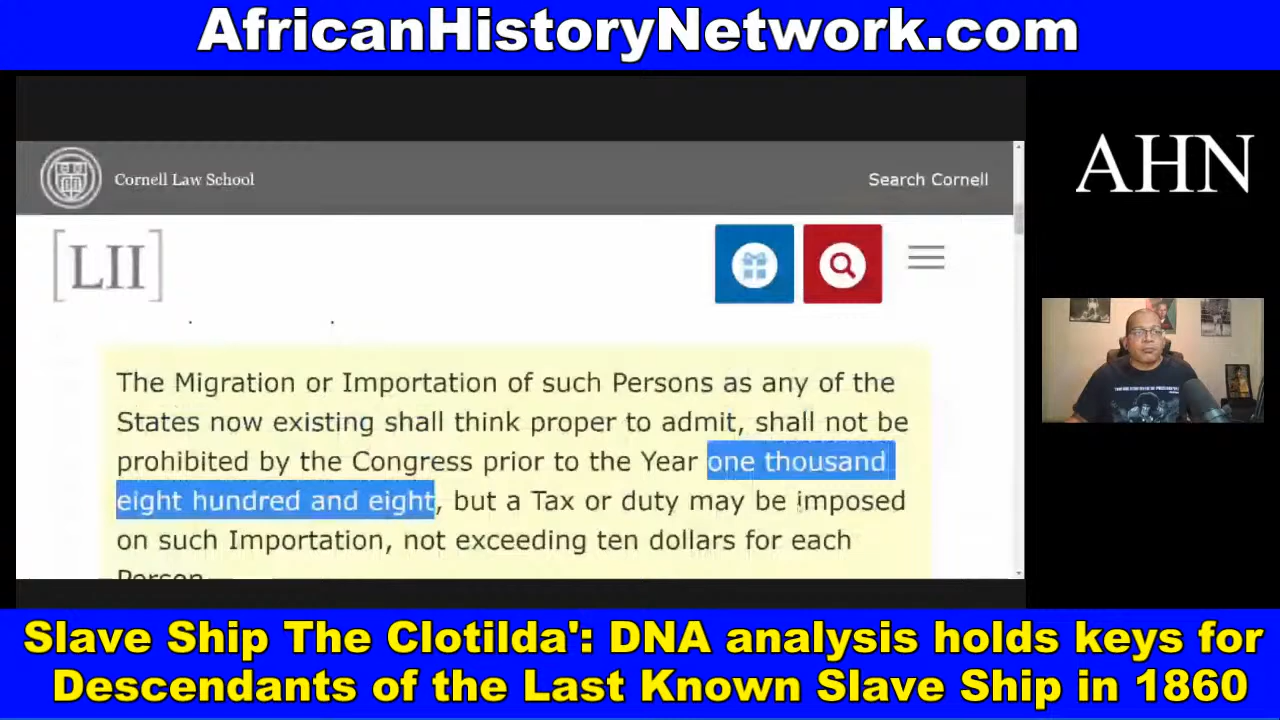 AfricanHistoryNetwork.com
Cornell Law School
Search Cornell
AHN
[LII]
The Migration or Importation of such Persons as any of the
States now existing shall think proper to admit, shall not be
prohibited by the Congress prior to the Year one thousand
eight hundred and eight, but a Tax or duty may be imposed
on such Importation, not exceeding ten dollars for each
Person.
Slave Ship The Clotilda': DNA analysis holds keys for
Descendants of the Last Known Slave Ship in 1860